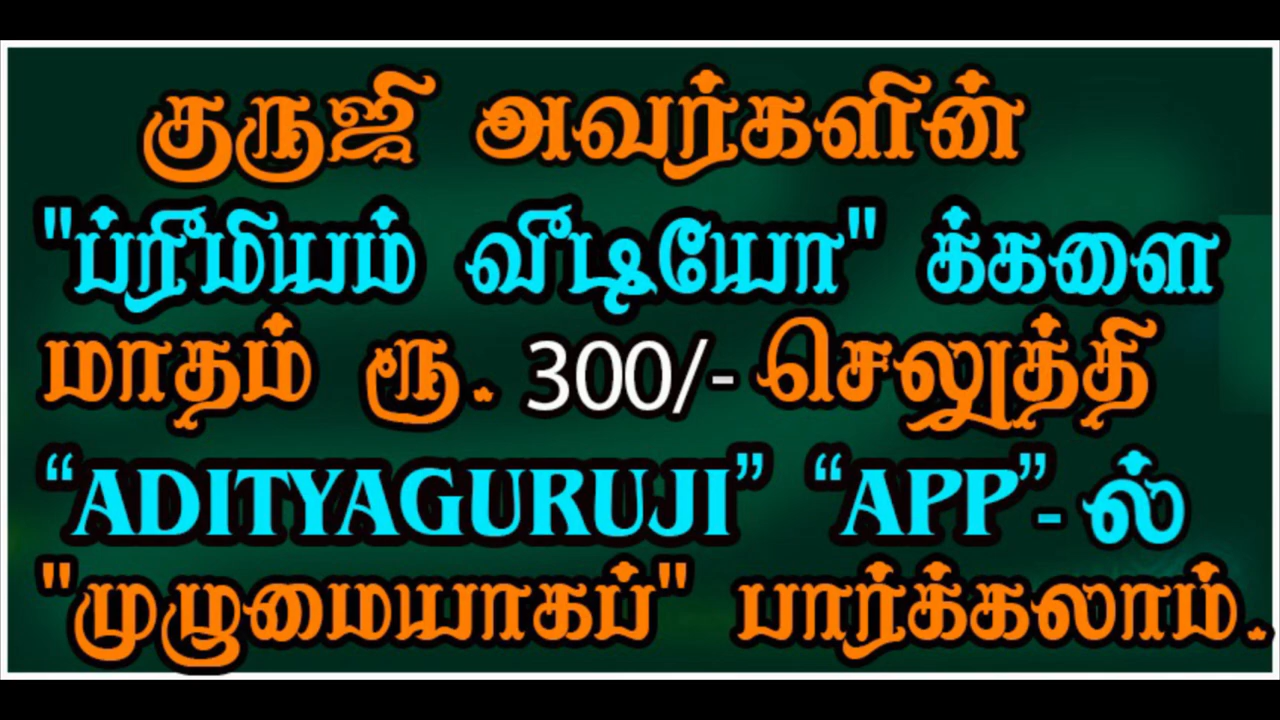 குருஜி அவர்களின்
"ப்ரீமியம் வீடியோ" க்களை
மாதம் ரூ. 300/- செலுத்தி
“ADITYAGURUJI” “APP”- ல்
"முழுமையாகப்" பார்க்கலாம்.